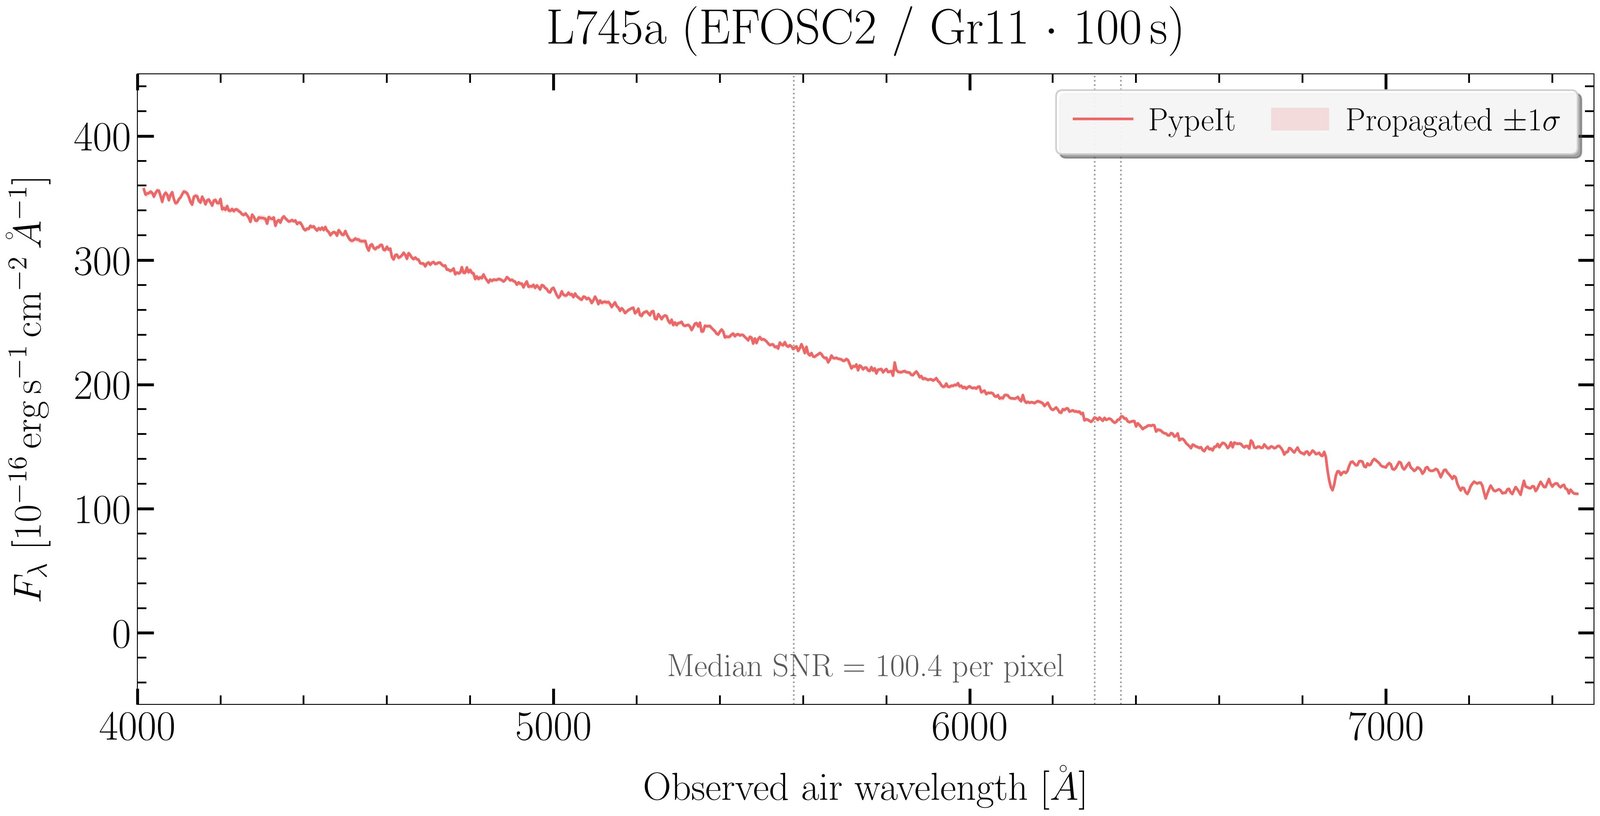 L745a (EFOSC2 / Gr11 · 100 s)
PypeIt
Propagated ±1σ
F_λ [10⁻¹⁶ erg s⁻¹ cm⁻² Å⁻¹]
400
300
200
100
0
Median SNR = 100.4 per pixel
4000 5000 6000 7000
Observed air wavelength [Å]